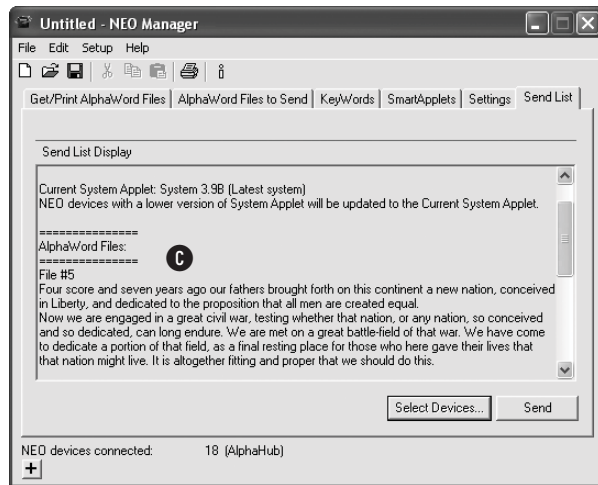 Untitled - NEO Manager
File Edit Setup Help
Get/Print AlphaWord Files AlphaWord Files to Send KeyWords SmartApplets Settings Send List
Send List Display
Current System Applet: System 3.9B (Latest system)
NEO devices with a lower version of System Applet will be updated to the Current System Applet.
===============
AlphaWord Files:
===============
C
File #5
Four score and seven years ago our fathers brought forth on this continent a new nation, conceived
in Liberty, and dedicated to the proposition that all men are created equal.
Now we are engaged in a great civil war, testing whether that nation, or any nation, so conceived
and so dedicated, can long endure. We are met on a great battle-field of that war. We have come
to dedicate a portion of that field, as a final resting place for those who here gave their lives that
that nation might live. It is altogether fitting and proper that we should do this.
Select Devices... Send
NEO devices connected: 18 (AlphaHub)
+